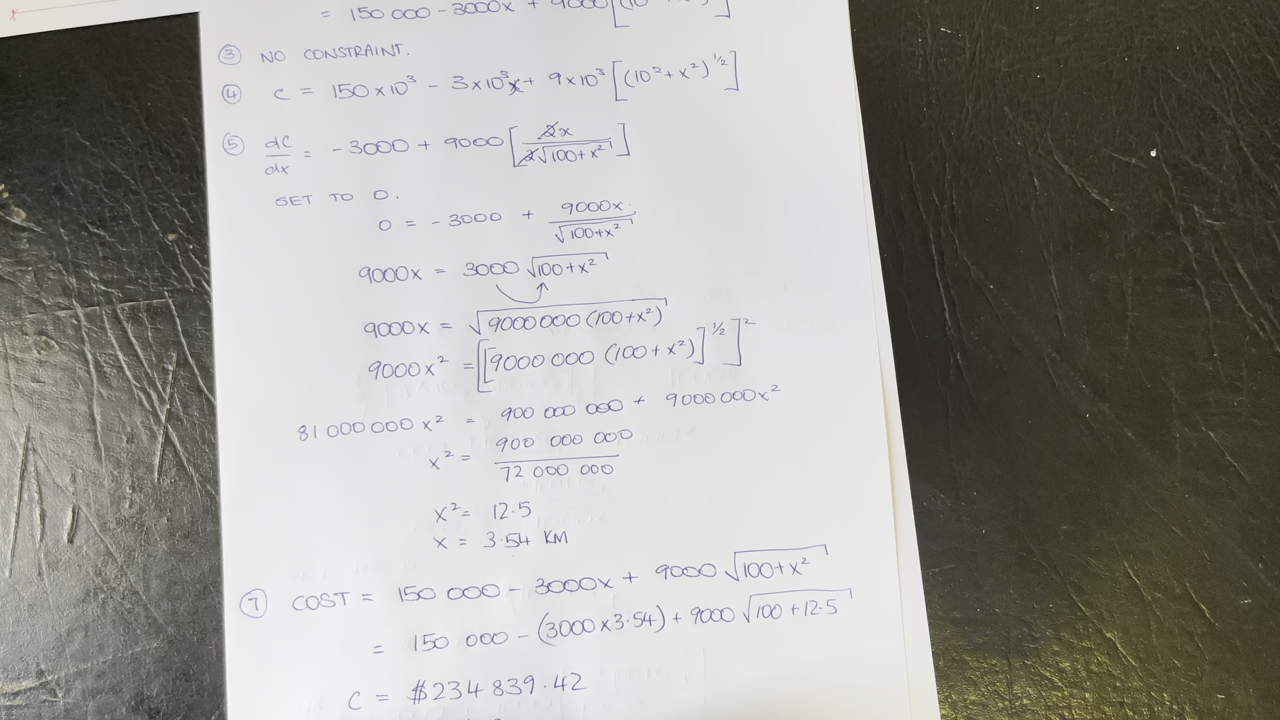 = 150 000 - 3000x + 9000[(10
③ NO CONSTRAINT.
④ C = 150 x 10³ - 3 x 10³x + 9 x 10³ [(10² + x²)^½]
⑤ dC/dx = -3000 + 9000 [2x / 2√100+x²]
SET TO 0.
0 = -3000 + 9000x / √100+x²
9000x = 3000 √100+x²
9000x = √9000 000 (100+x²)
9000x² = [[9000 000 (100+x²)]^½]²
81 000 000 x² = 900 000 000 + 9000 000x²
x² = 900 000 000 / 72 000 000
x² = 12.5
x = 3.54 KM
⑦ COST = 150 000 - 3000x + 9000 √100+x²
= 150 000 - (3000 x 3.54) + 9000 √100 + 12.5
C = $234 839.42